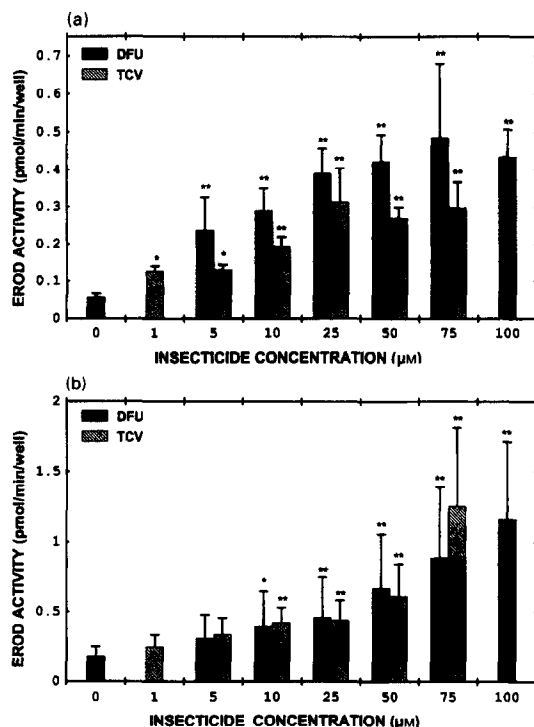 (a)
0.7
0.6
0.5
0.4
0.3
0.2
0.1
0
EROD ACTIVITY (pmol/min/well)
DFU
TCV
*
**
*
**
**
**
**
**
**
**
**
**
0 1 5 10 25 50 75 100
INSECTICIDE CONCENTRATION (μM)
(b)
2
1.5
1
0.5
0
EROD ACTIVITY (pmol/min/well)
DFU
TCV
*
**
**
**
**
**
**
**
**
0 1 5 10 25 50 75 100
INSECTICIDE CONCENTRATION (μM)